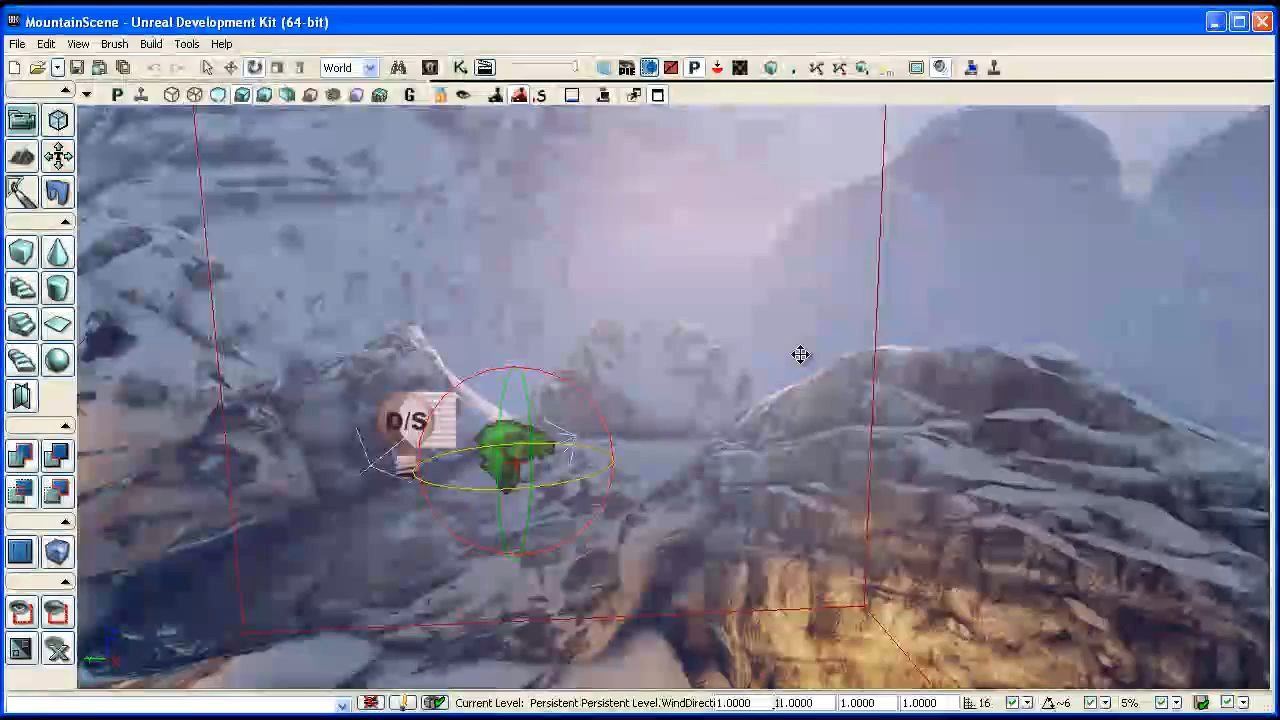 MountainScene - Unreal Development Kit (64-bit)
File Edit View Brush Build Tools Help
World
P
P G S
D/S
X
Current Level: Persistent Persistent Level.WindDirecti 1.0000 1.0000 1.0000 1.0000 16 ~6 5%